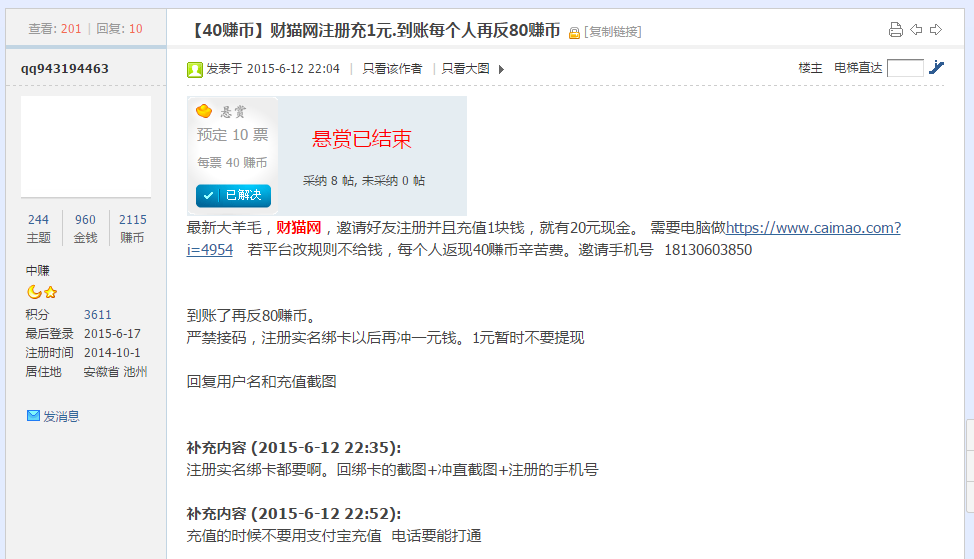 查看: 201 | 回复: 10
【40赚币】财猫网注册充1元.到账每个人再反80赚币 [复制链接]
qq943194463
发表于 2015-6-12 22:04 | 只看该作者 | 只看大图
楼主 电梯直达
悬赏
预定 10 票
每票 40 赚币
已解决
悬赏已结束
采纳 8 帖, 未采纳 0 帖
244 960 2115
主题 金钱 赚币
中赚
积分 3611
最后登录 2015-6-17
注册时间 2014-10-1
居住地 安徽省 池州
发消息
最新大羊毛，财猫网，邀请好友注册并且充值1块钱，就有20元现金。 需要电脑做https://www.caimao.com?
i=4954 若平台改规则不给钱，每个人返现40赚币辛苦费。邀请手机号 18130603850
到账了再反80赚币。
严禁接码，注册实名绑卡以后再冲一元钱。1元暂时不要提现
回复用户名和充值截图
补充内容 (2015-6-12 22:35):
注册实名绑卡都要啊。回绑卡的截图+冲直截图+注册的手机号
补充内容 (2015-6-12 22:52):
充值的时候不要用支付宝充值 电话要能打通